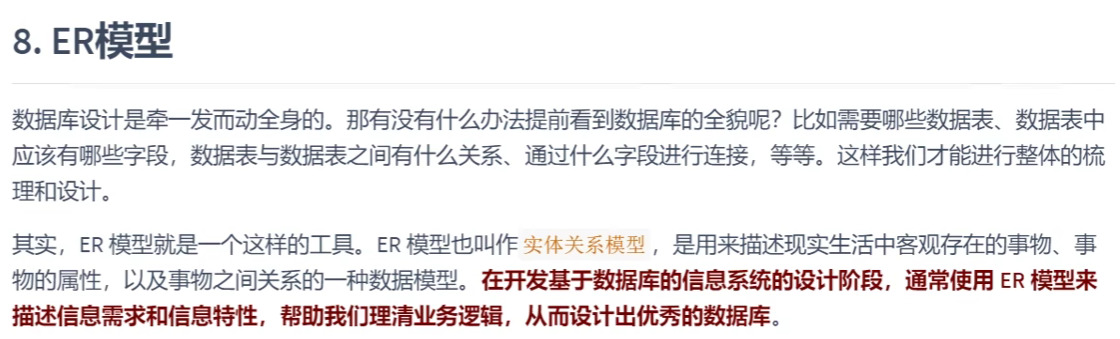 8. ER模型
数据库设计是牵一发而动全身的。那有没有什么办法提前看到数据库的全貌呢？比如需要哪些数据表、数据表中
应该有哪些字段，数据表与数据表之间有什么关系、通过什么字段进行连接，等等。这样我们才能进行整体的梳
理和设计。
其实，ER 模型就是一个这样的工具。ER 模型也叫作 实体关系模型 ，是用来描述现实生活中客观存在的事物、事
物的属性，以及事物之间关系的一种数据模型。在开发基于数据库的信息系统的设计阶段，通常使用 ER 模型来
描述信息需求和信息特性，帮助我们理清业务逻辑，从而设计出优秀的数据库。